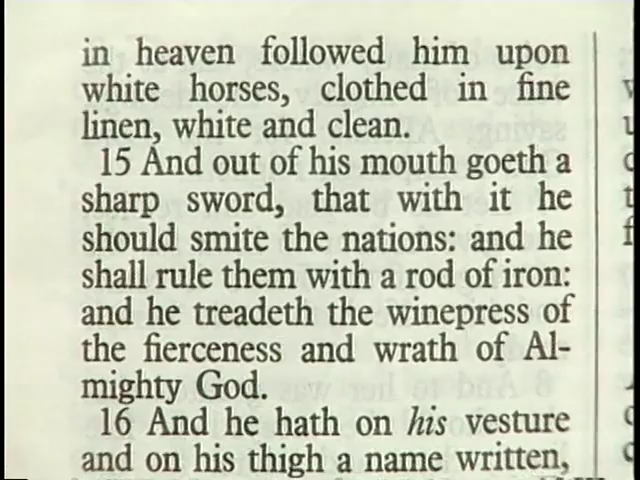 in heaven followed him upon
white horses, clothed in fine
linen, white and clean.
15 And out of his mouth goeth a
sharp sword, that with it he
should smite the nations: and he
shall rule them with a rod of iron:
and he treadeth the winepress of
the fierceness and wrath of Al-
mighty God.
16 And he hath on his vesture
and on his thigh a name written,